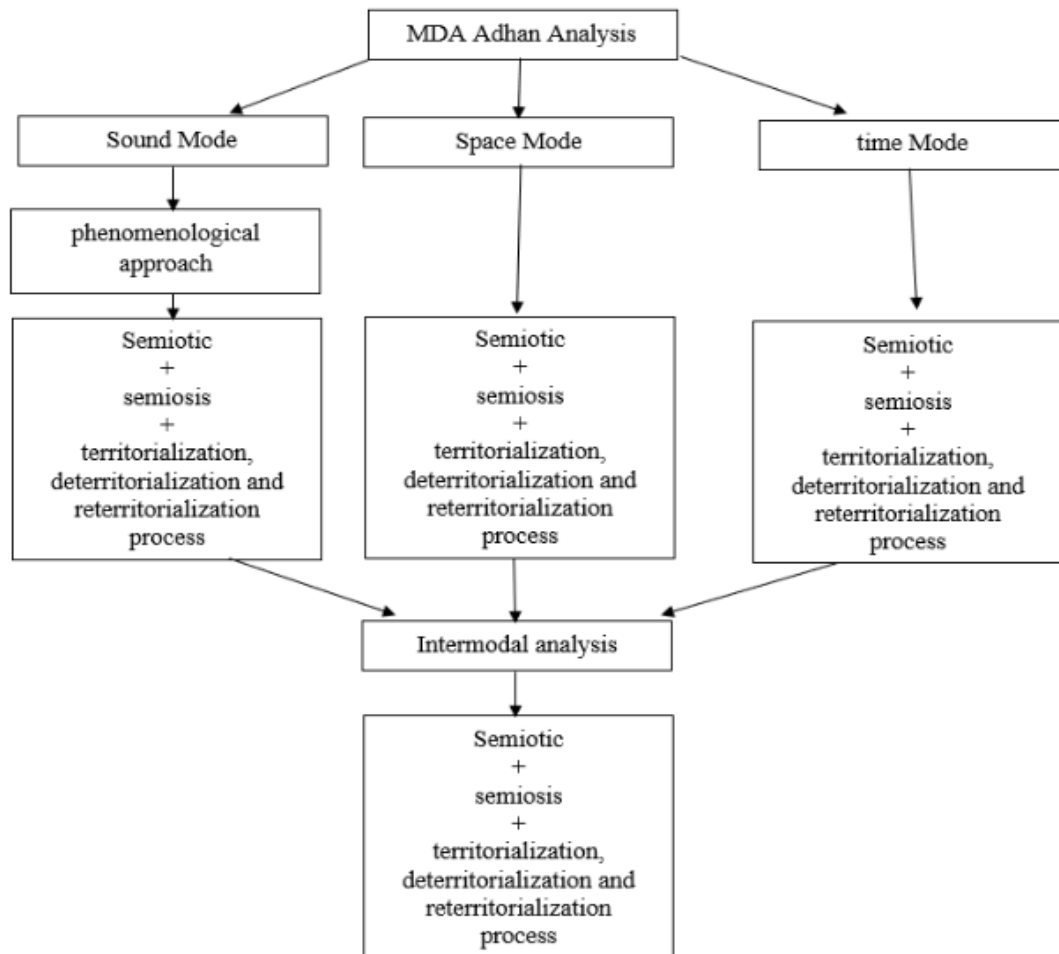 MDA Adhan Analysis
Sound Mode
Space Mode
time Mode
phenomenological
approach
Semiotic
+
semiosis
+
territorialization,
deterritorialization and
reterritorialization
process
Semiotic
+
semiosis
+
territorialization,
deterritorialization and
reterritorialization
process
Semiotic
+
semiosis
+
territorialization,
deterritorialization and
reterritorialization
process
Intermodal analysis
Semiotic
+
semiosis
+
territorialization,
deterritorialization and
reterritorialization
process